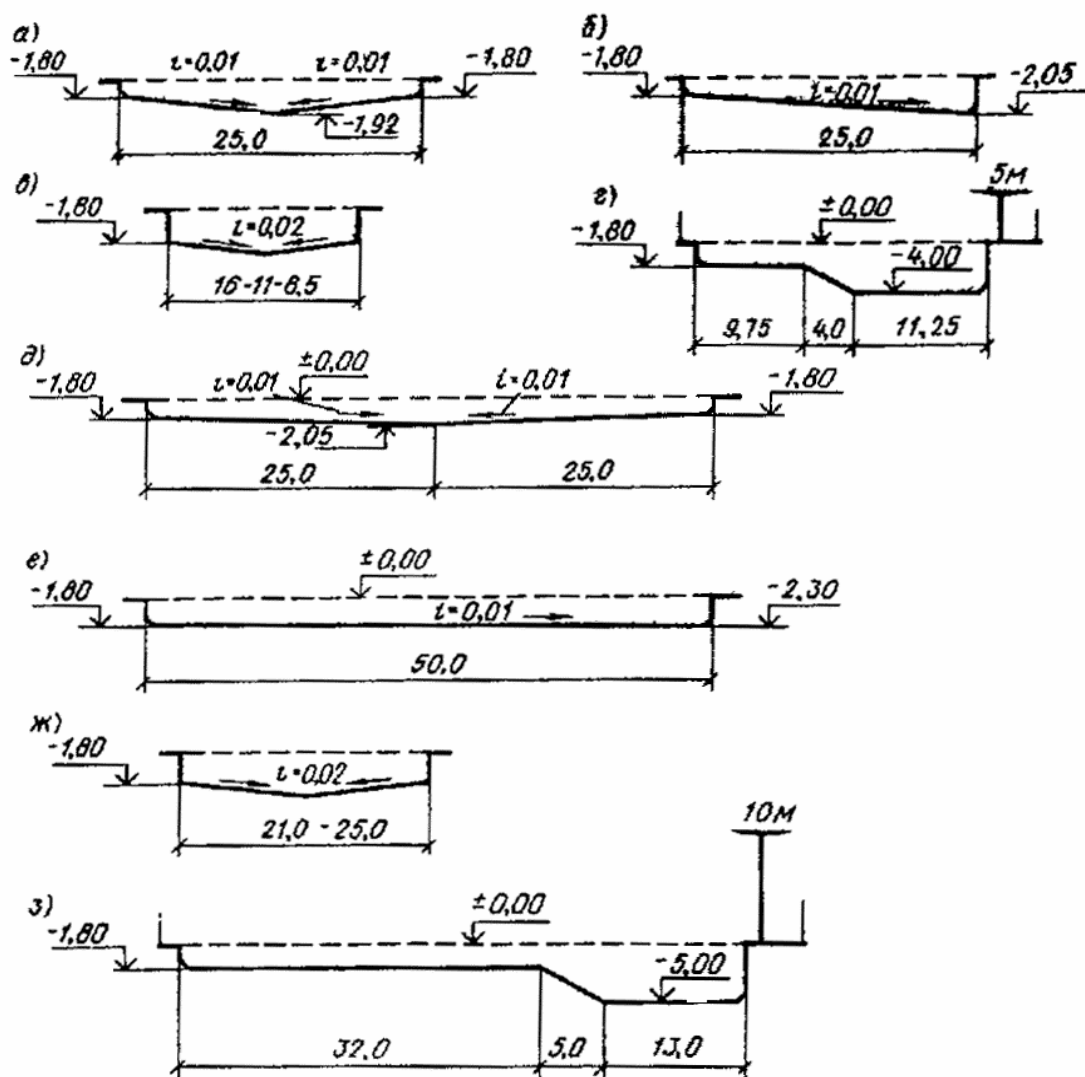 а)
-1,80 i=0.01 i=0.01 -1,80
-1,92
25,0
б)
-1,80
i=0,01
-2,05
25,0
в)
-1,80
i=0,02
16-11-8,5
г)
5м
±0,00
-1,80
-4,00
9,75 4,0 11,25
д)
±0,00
-1,80 i=0,01 i=0.01 -1,80
-2,05
25,0 25,0
е)
±0,00
-1,80 -2,30
i=0,01
50,0
ж)
-1,80
i=0,02
21,0-25,0
10м
з)
±0,00
-1,80
-5,00
32,0 5,0 13,0